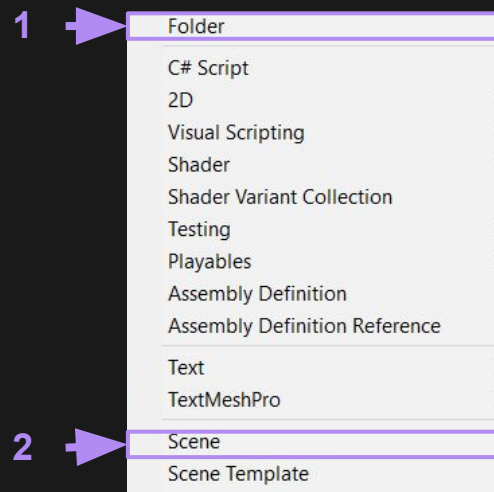 1 Folder
C# Script
2D
Visual Scripting
Shader
Shader Variant Collection
Testing
Playables
Assembly Definition
Assembly Definition Reference
Text
TextMeshPro
2 Scene
Scene Template